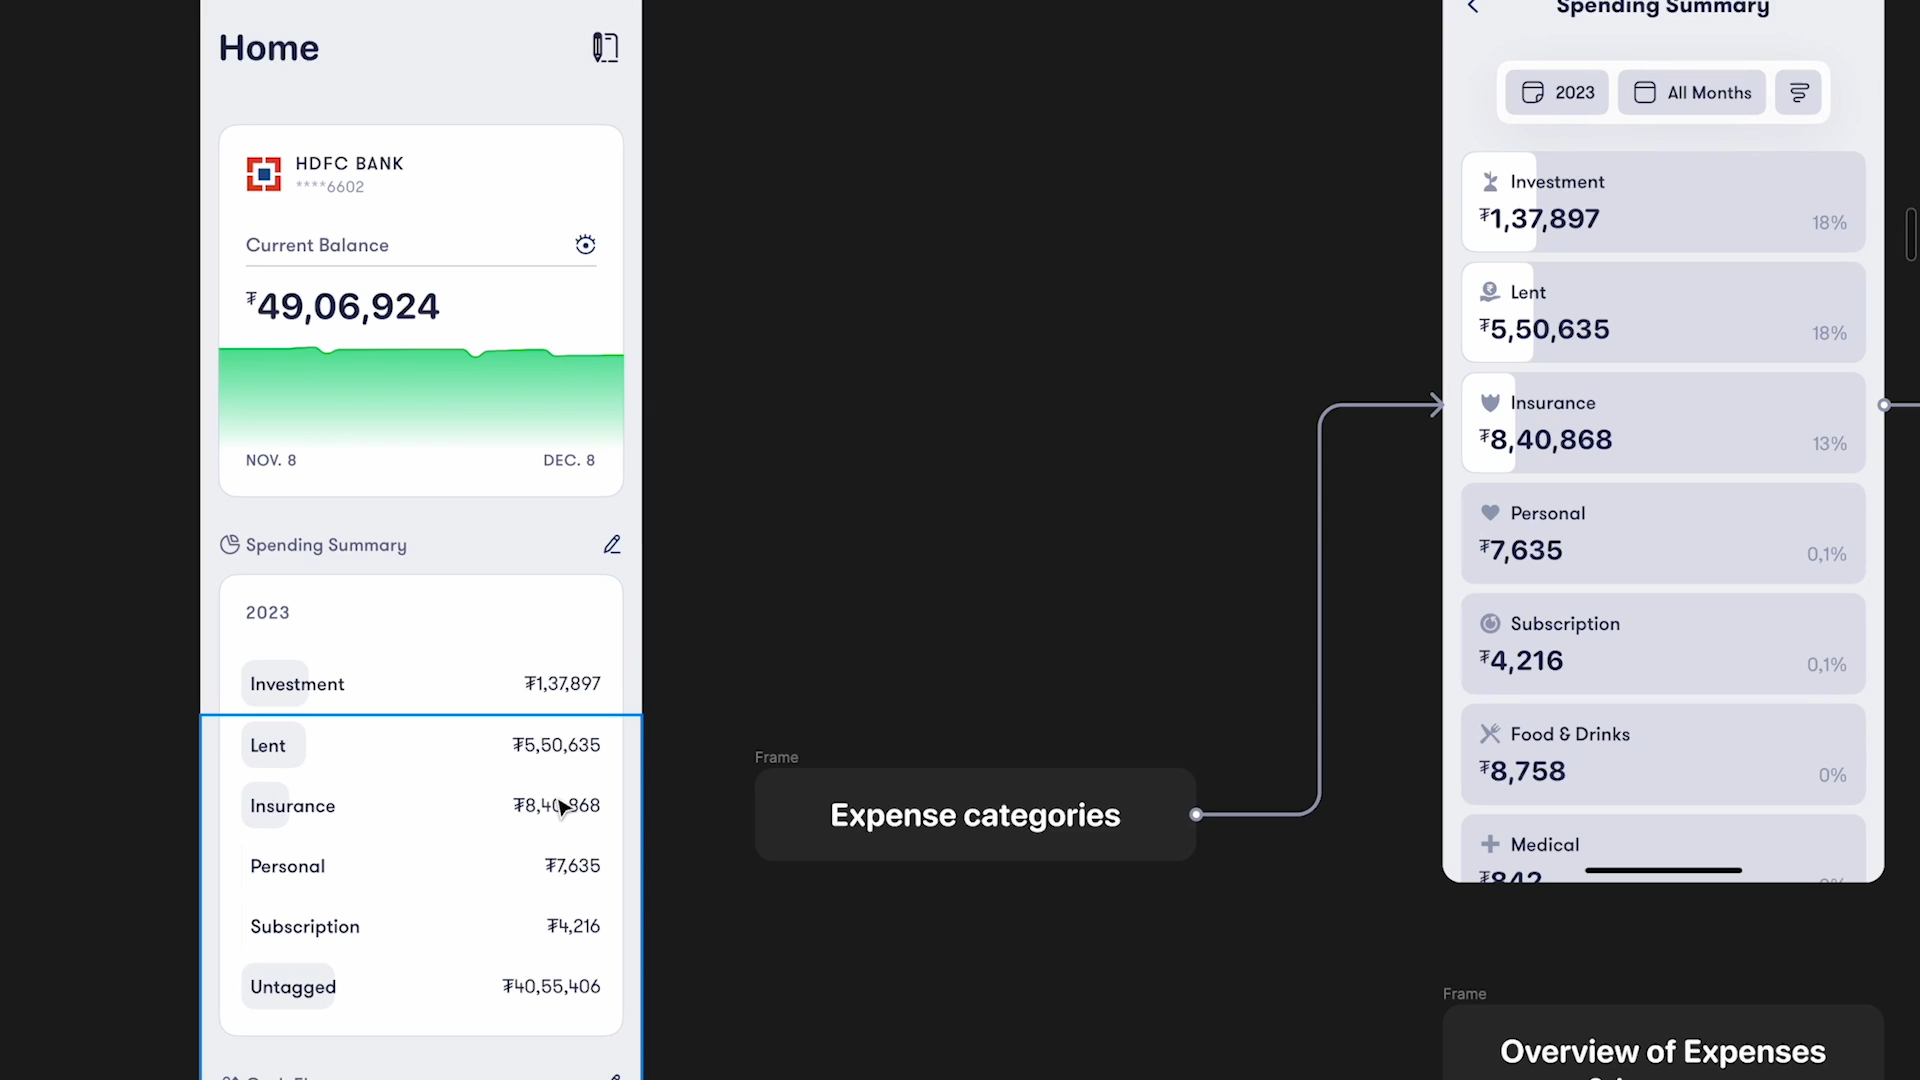 Home
HDFC BANK
****6602
Current Balance
₮49,06,924
NOV. 8
DEC. 8
Spending Summary
2023
Investment
₮1,37,897
Lent
₮5,50,635
Insurance
Personal
₮7,635
Subscription
₮4,216
Untagged
₮40,55,406
Frame
Expense categories
Spending Summary
2023
All Months
Investment
₮1,37,897
18%
Lent
₮5,50,635
18%
Insurance
₮8,40,868
13%
Personal
₮7,635
0,1%
Subscription
₮4,216
0,1%
Food & Drinks
₮8,758
0%
Medical
₮842
Frame
Overview of Expenses